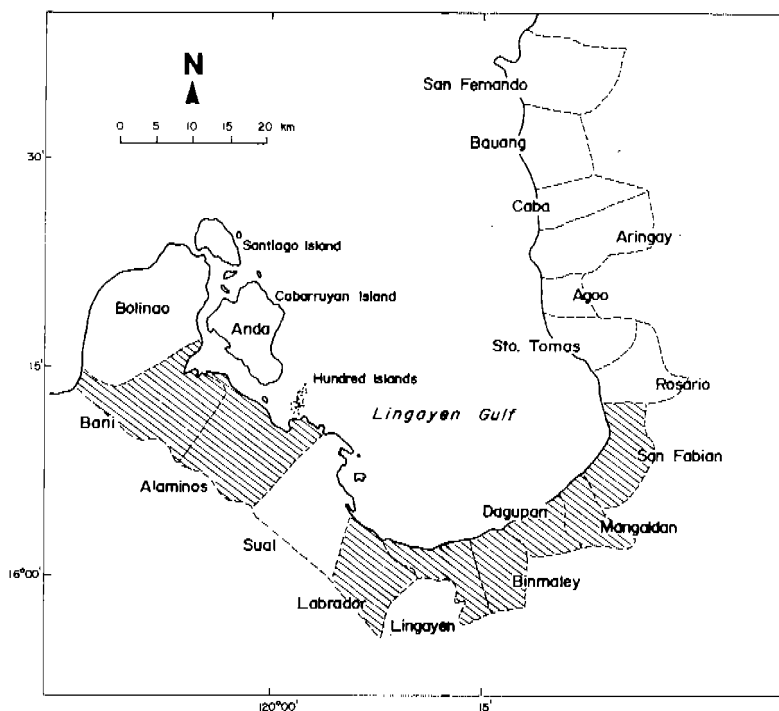 N
0 5 10 15 20 km
San Fernando
30'
Bauang
Caba
Santiago Island
Aringay
Cabarruyan Island
Bolinao
Agoo
Anda
Sto. Tomas
15'
Hundred Islands
Rosario
Lingayen Gulf
Bani
San Fabian
Alaminos
Dagupan
Mangaldan
Sual
16°00'
Binmaley
Labrador
Lingayen
120°00' 15'